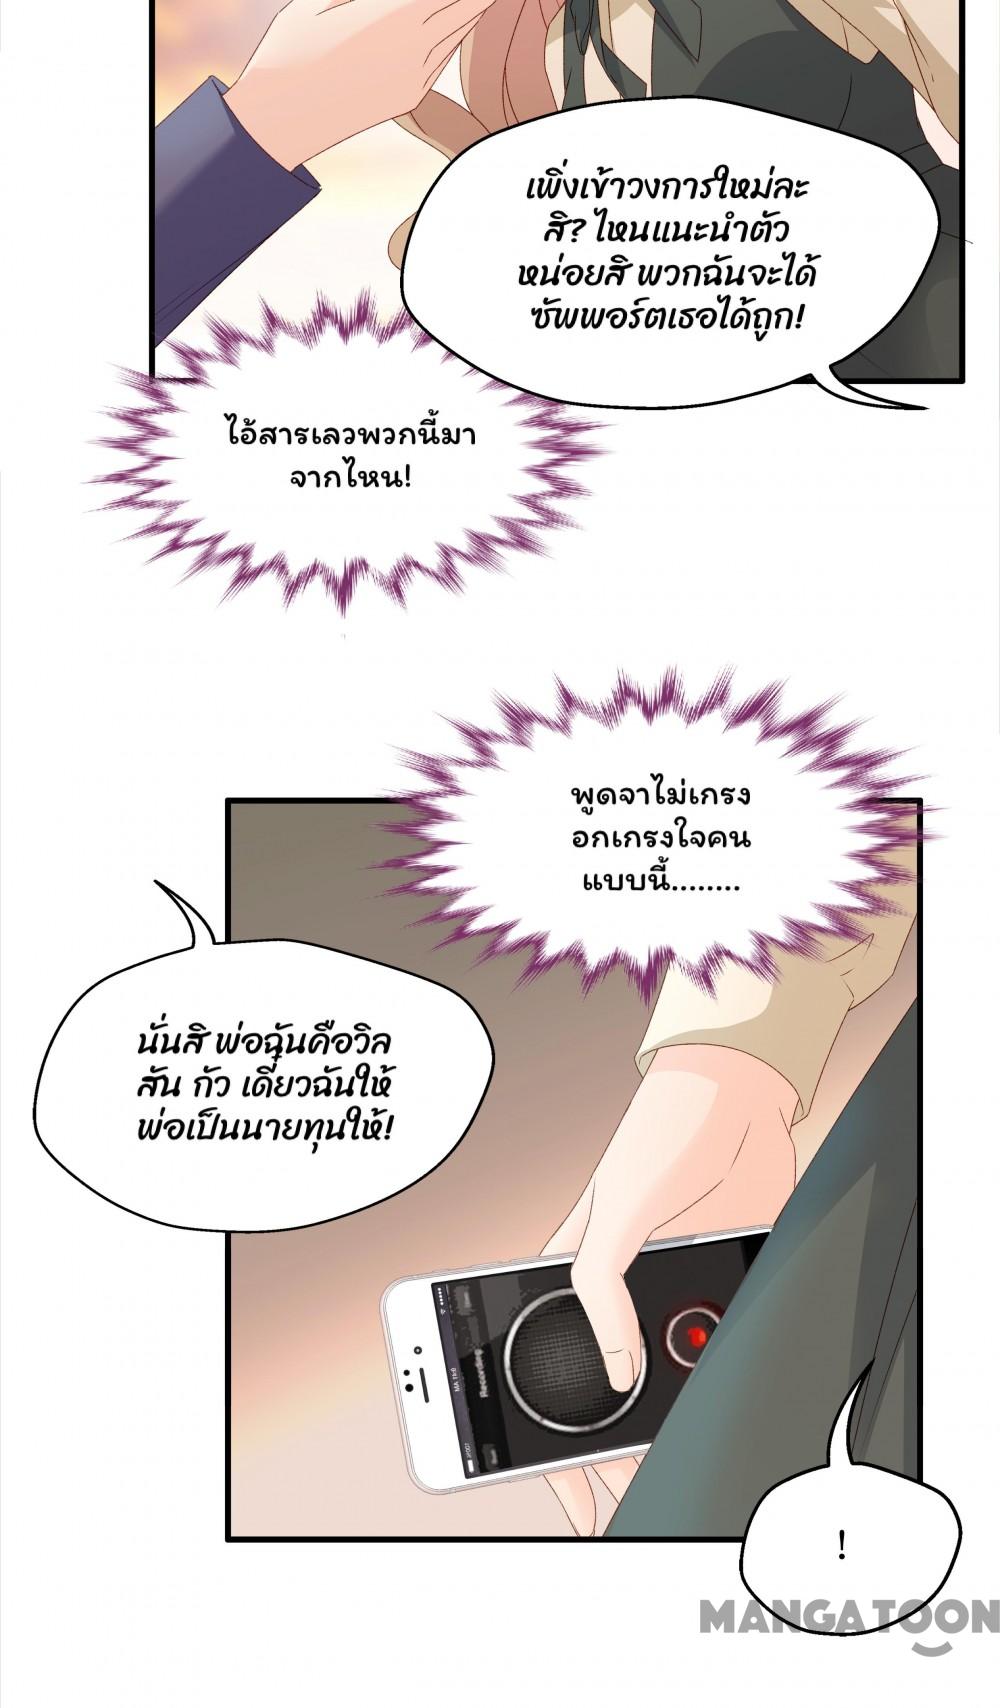 เพิ่งเข้าวงการใหม่ละ
สิ? ไหนแนะนำตัว
หน่อยสิ พวกฉันจะได้
ซัพพอร์ตเธอได้ถูก!
ไอ้สารเลวพวกนี้มา
จากไหน!
พูดจาไม่เกรง
อกเกรงใจคน
แบบนี้........
นั่นสิ พ่อฉันคือวิล
สัน กัว เดี๋ยวฉันให้
พ่อเป็นนายทุนให้!
Recording
!
MANGATOON